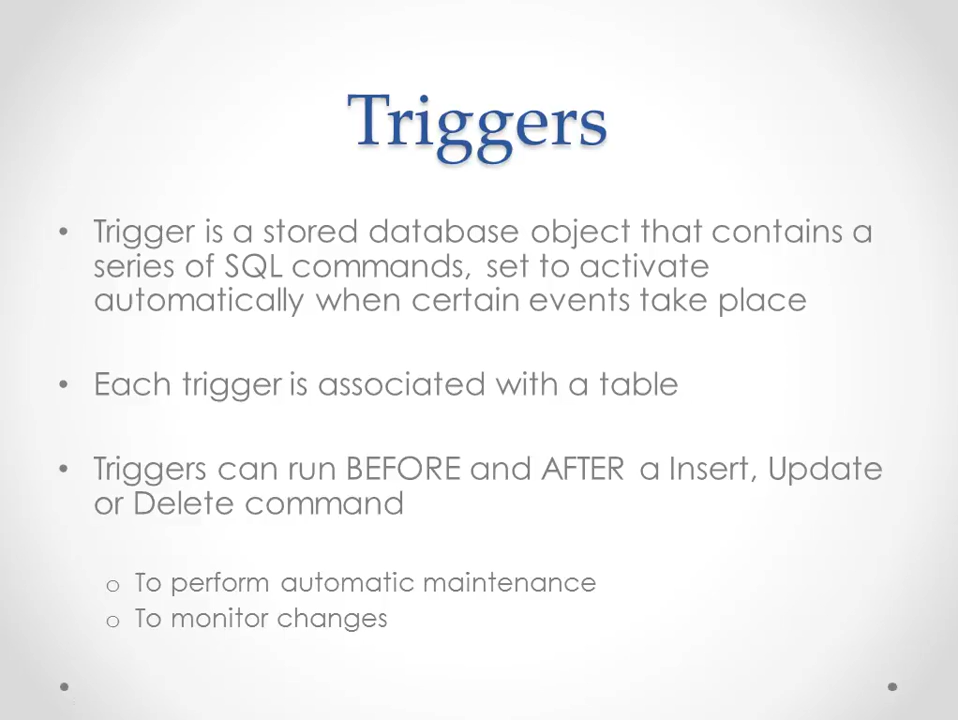 Triggers
• Trigger is a stored database object that contains a
series of SQL commands, set to activate
automatically when certain events take place
• Each trigger is associated with a table
• Triggers can run BEFORE and AFTER a Insert, Update
or Delete command
o To perform automatic maintenance
o To monitor changes